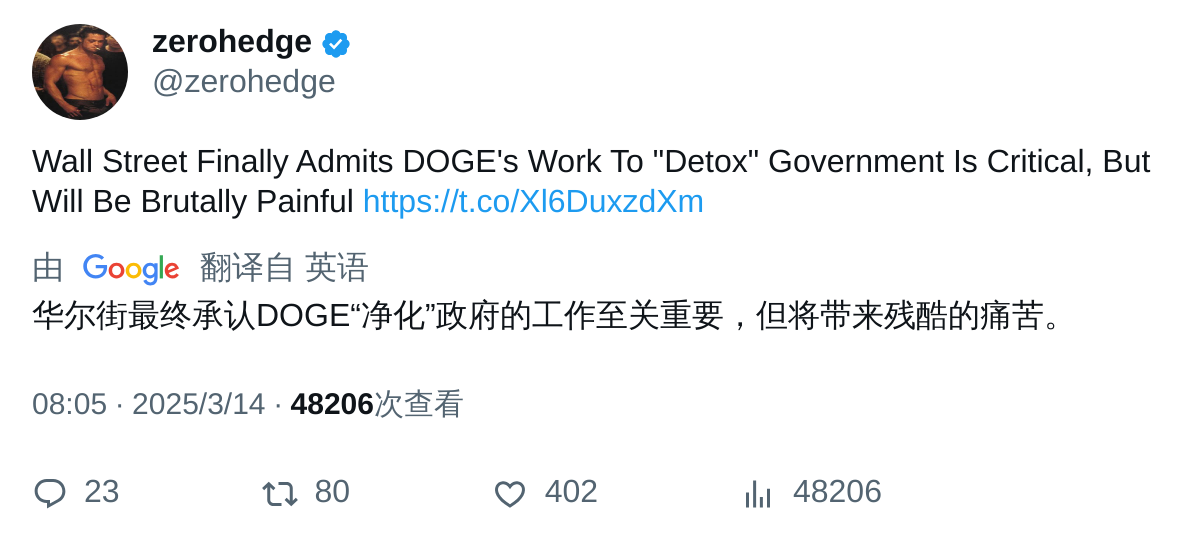 zerohedge
@zerohedge
Wall Street Finally Admits DOGE's Work To "Detox" Government Is Critical, But
Will Be Brutally Painful https://t.co/Xl6DuxzdXm
由 Google 翻译自 英语
华尔街最终承认DOGE“净化”政府的工作至关重要，但将带来残酷的痛苦。
08:05 · 2025/3/14 · 48206次查看
23 80 402 48206